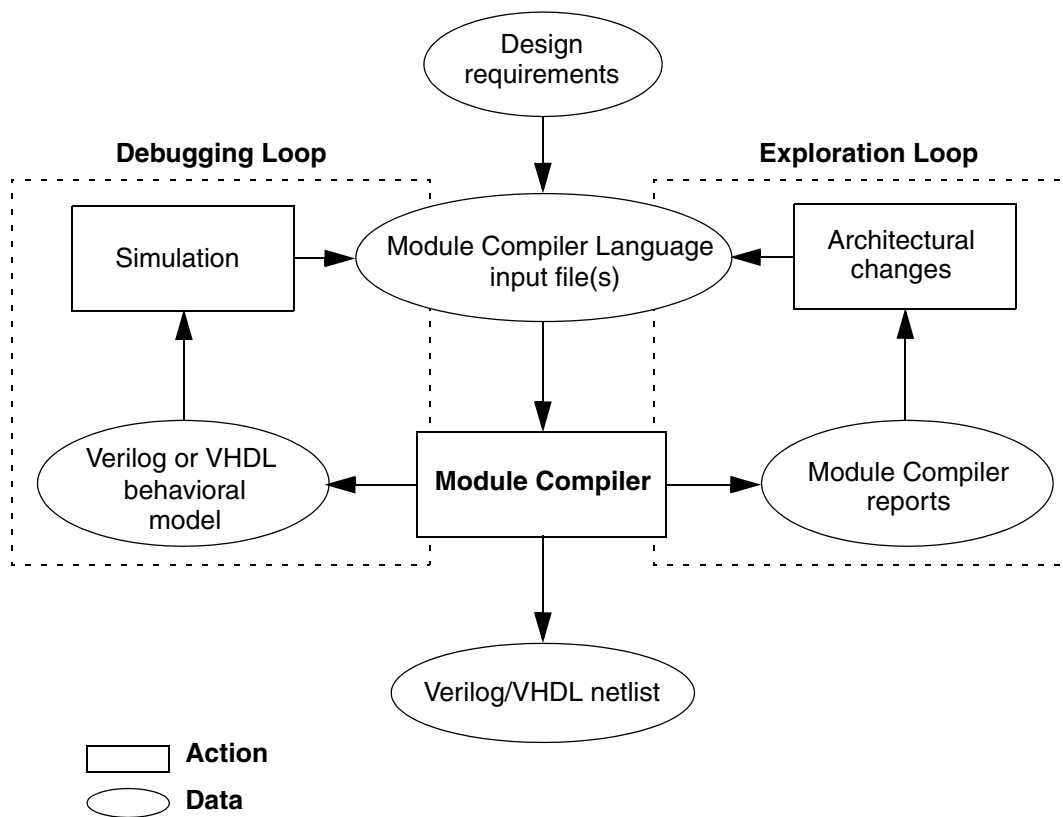 Design
requirements
Debugging Loop
Exploration Loop
Simulation
Module Compiler Language
input file(s)
Architectural
changes
Verilog or VHDL
behavioral
model
Module Compiler
Module Compiler
reports
Verilog/VHDL netlist
Action
Data